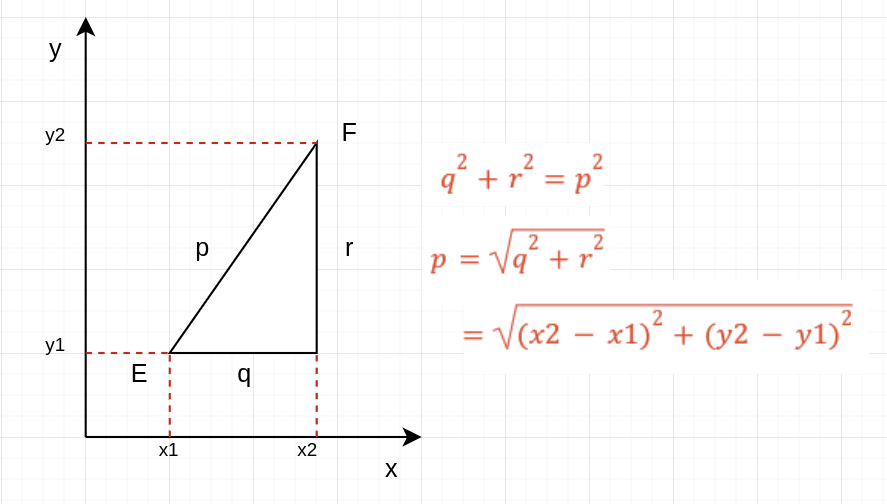 y
y2
F
p
r
y1
E
q
x1
x2
x
q² + r² = p²
p = √(q² + r²)
= √((x2 − x1)² + (y2 − y1)²)